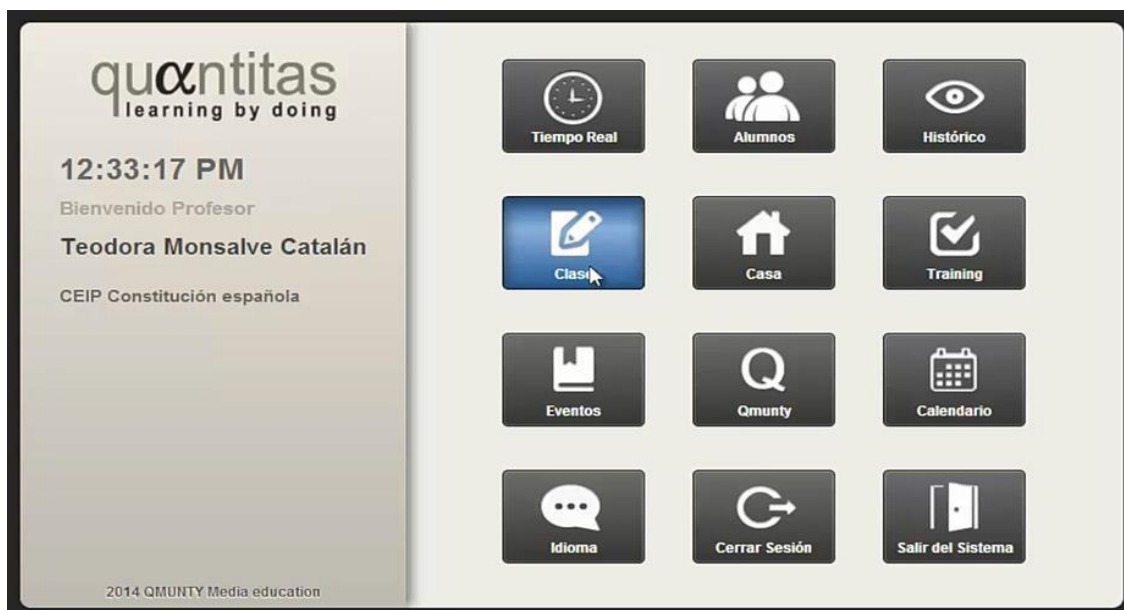 quαntitas
learning by doing
12:33:17 PM
Bienvenido Profesor
Teodora Monsalve Catalán
CEIP Constitución española
2014 QMUNTY Media education
Tiempo Real
Alumnos
Histórico
Clase
Casa
Training
Eventos
Q
Qmunty
Calendario
Idioma
Cerrar Sesión
Salir del Sistema